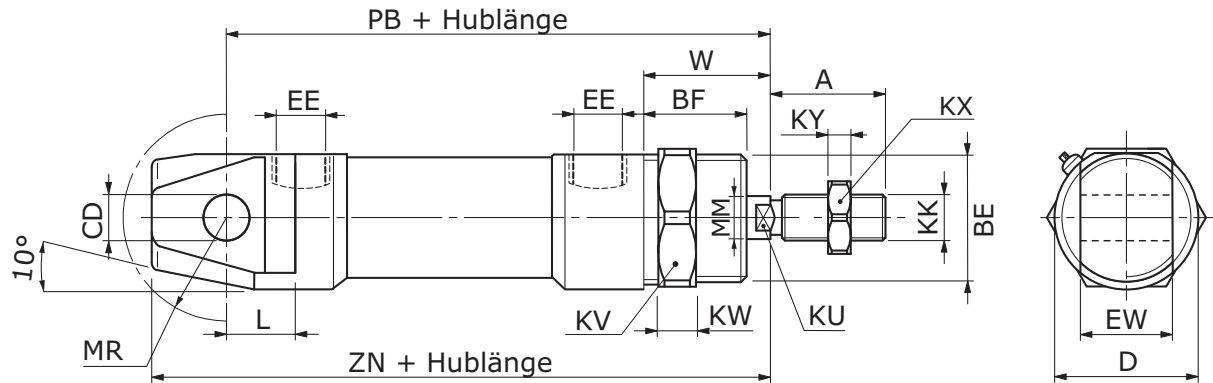 PB + Hublänge
W
A
EE
EE
BF
KX
KY
CD
MM
KK
BE
10°
L
KV
KW
KU
EW
MR
D
ZN + Hublänge